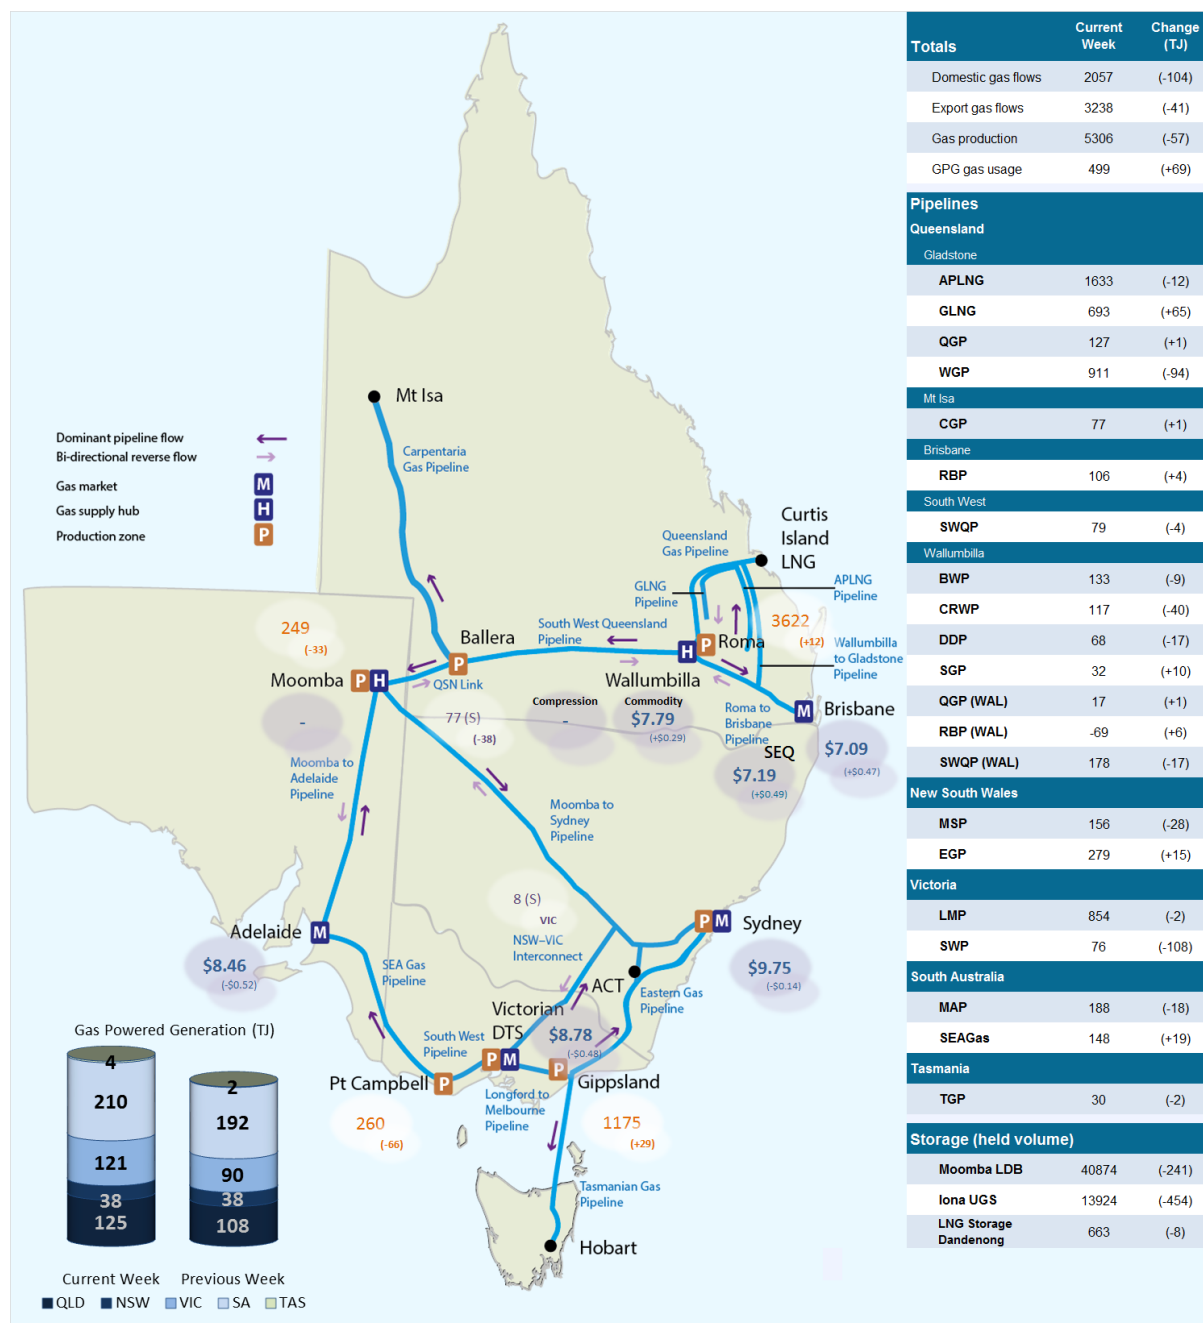 Dominant pipeline flow
Bi-directional reverse flow
Gas market M
Gas supply hub H
Production zone P
Mt Isa
Carpentaria
Gas Pipeline
Curtis
Island
LNG
Queensland
Gas Pipeline
GLNG
Pipeline
APLNG
Pipeline
3622
(+12)
Wallumbilla
to Gladstone
Pipeline
South West Queensland
Pipeline
H P Roma
Wallumbilla
249
(-33)
Ballera
P
Moomba P H
QSN Link
-
77 (S)
(-38)
Compression
-
Commodity
$7.79
(+$0.29)
Roma to
Brisbane
Pipeline
M Brisbane
$7.09
(+$0.47)
SEQ
$7.19
(+$0.49)
Moomba to
Adelaide
Pipeline
Moomba to
Sydney
Pipeline
8 (S)
VIC
NSW–VIC
Interconnect
P M Sydney
$9.75
(-$0.14)
Adelaide M
$8.46
(-$0.52)
SEA Gas
Pipeline
ACT
Eastern Gas
Pipeline
Victorian
DTS
$8.78
(-$0.48)
South West
Pipeline
P M
P
Gippsland
Pt Campbell P
260
(-66)
Longford to
Melbourne
Pipeline
1175
(+29)
Tasmanian Gas
Pipeline
Hobart
Gas Powered Generation (TJ)
4
210
121
38
125
2
192
90
38
108
Current Week Previous Week
QLD NSW VIC SA TAS
Totals Current Week Change (TJ)
Domestic gas flows 2057 (-104)
Export gas flows 3238 (-41)
Gas production 5306 (-57)
GPG gas usage 499 (+69)
Pipelines
Queensland
Gladstone
APLNG 1633 (-12)
GLNG 693 (+65)
QGP 127 (+1)
WGP 911 (-94)
Mt Isa
CGP 77 (+1)
Brisbane
RBP 106 (+4)
South West
SWQP 79 (-4)
Wallumbilla
BWP 133 (-9)
CRWP 117 (-40)
DDP 68 (-17)
SGP 32 (+10)
QGP (WAL) 17 (+1)
RBP (WAL) -69 (+6)
SWQP (WAL) 178 (-17)
New South Wales
MSP 156 (-28)
EGP 279 (+15)
Victoria
LMP 854 (-2)
SWP 76 (-108)
South Australia
MAP 188 (-18)
SEAGas 148 (+19)
Tasmania
TGP 30 (-2)
Storage (held volume)
Moomba LDB 40874 (-241)
Iona UGS 13924 (-454)
LNG Storage
Dandenong 663 (-8)